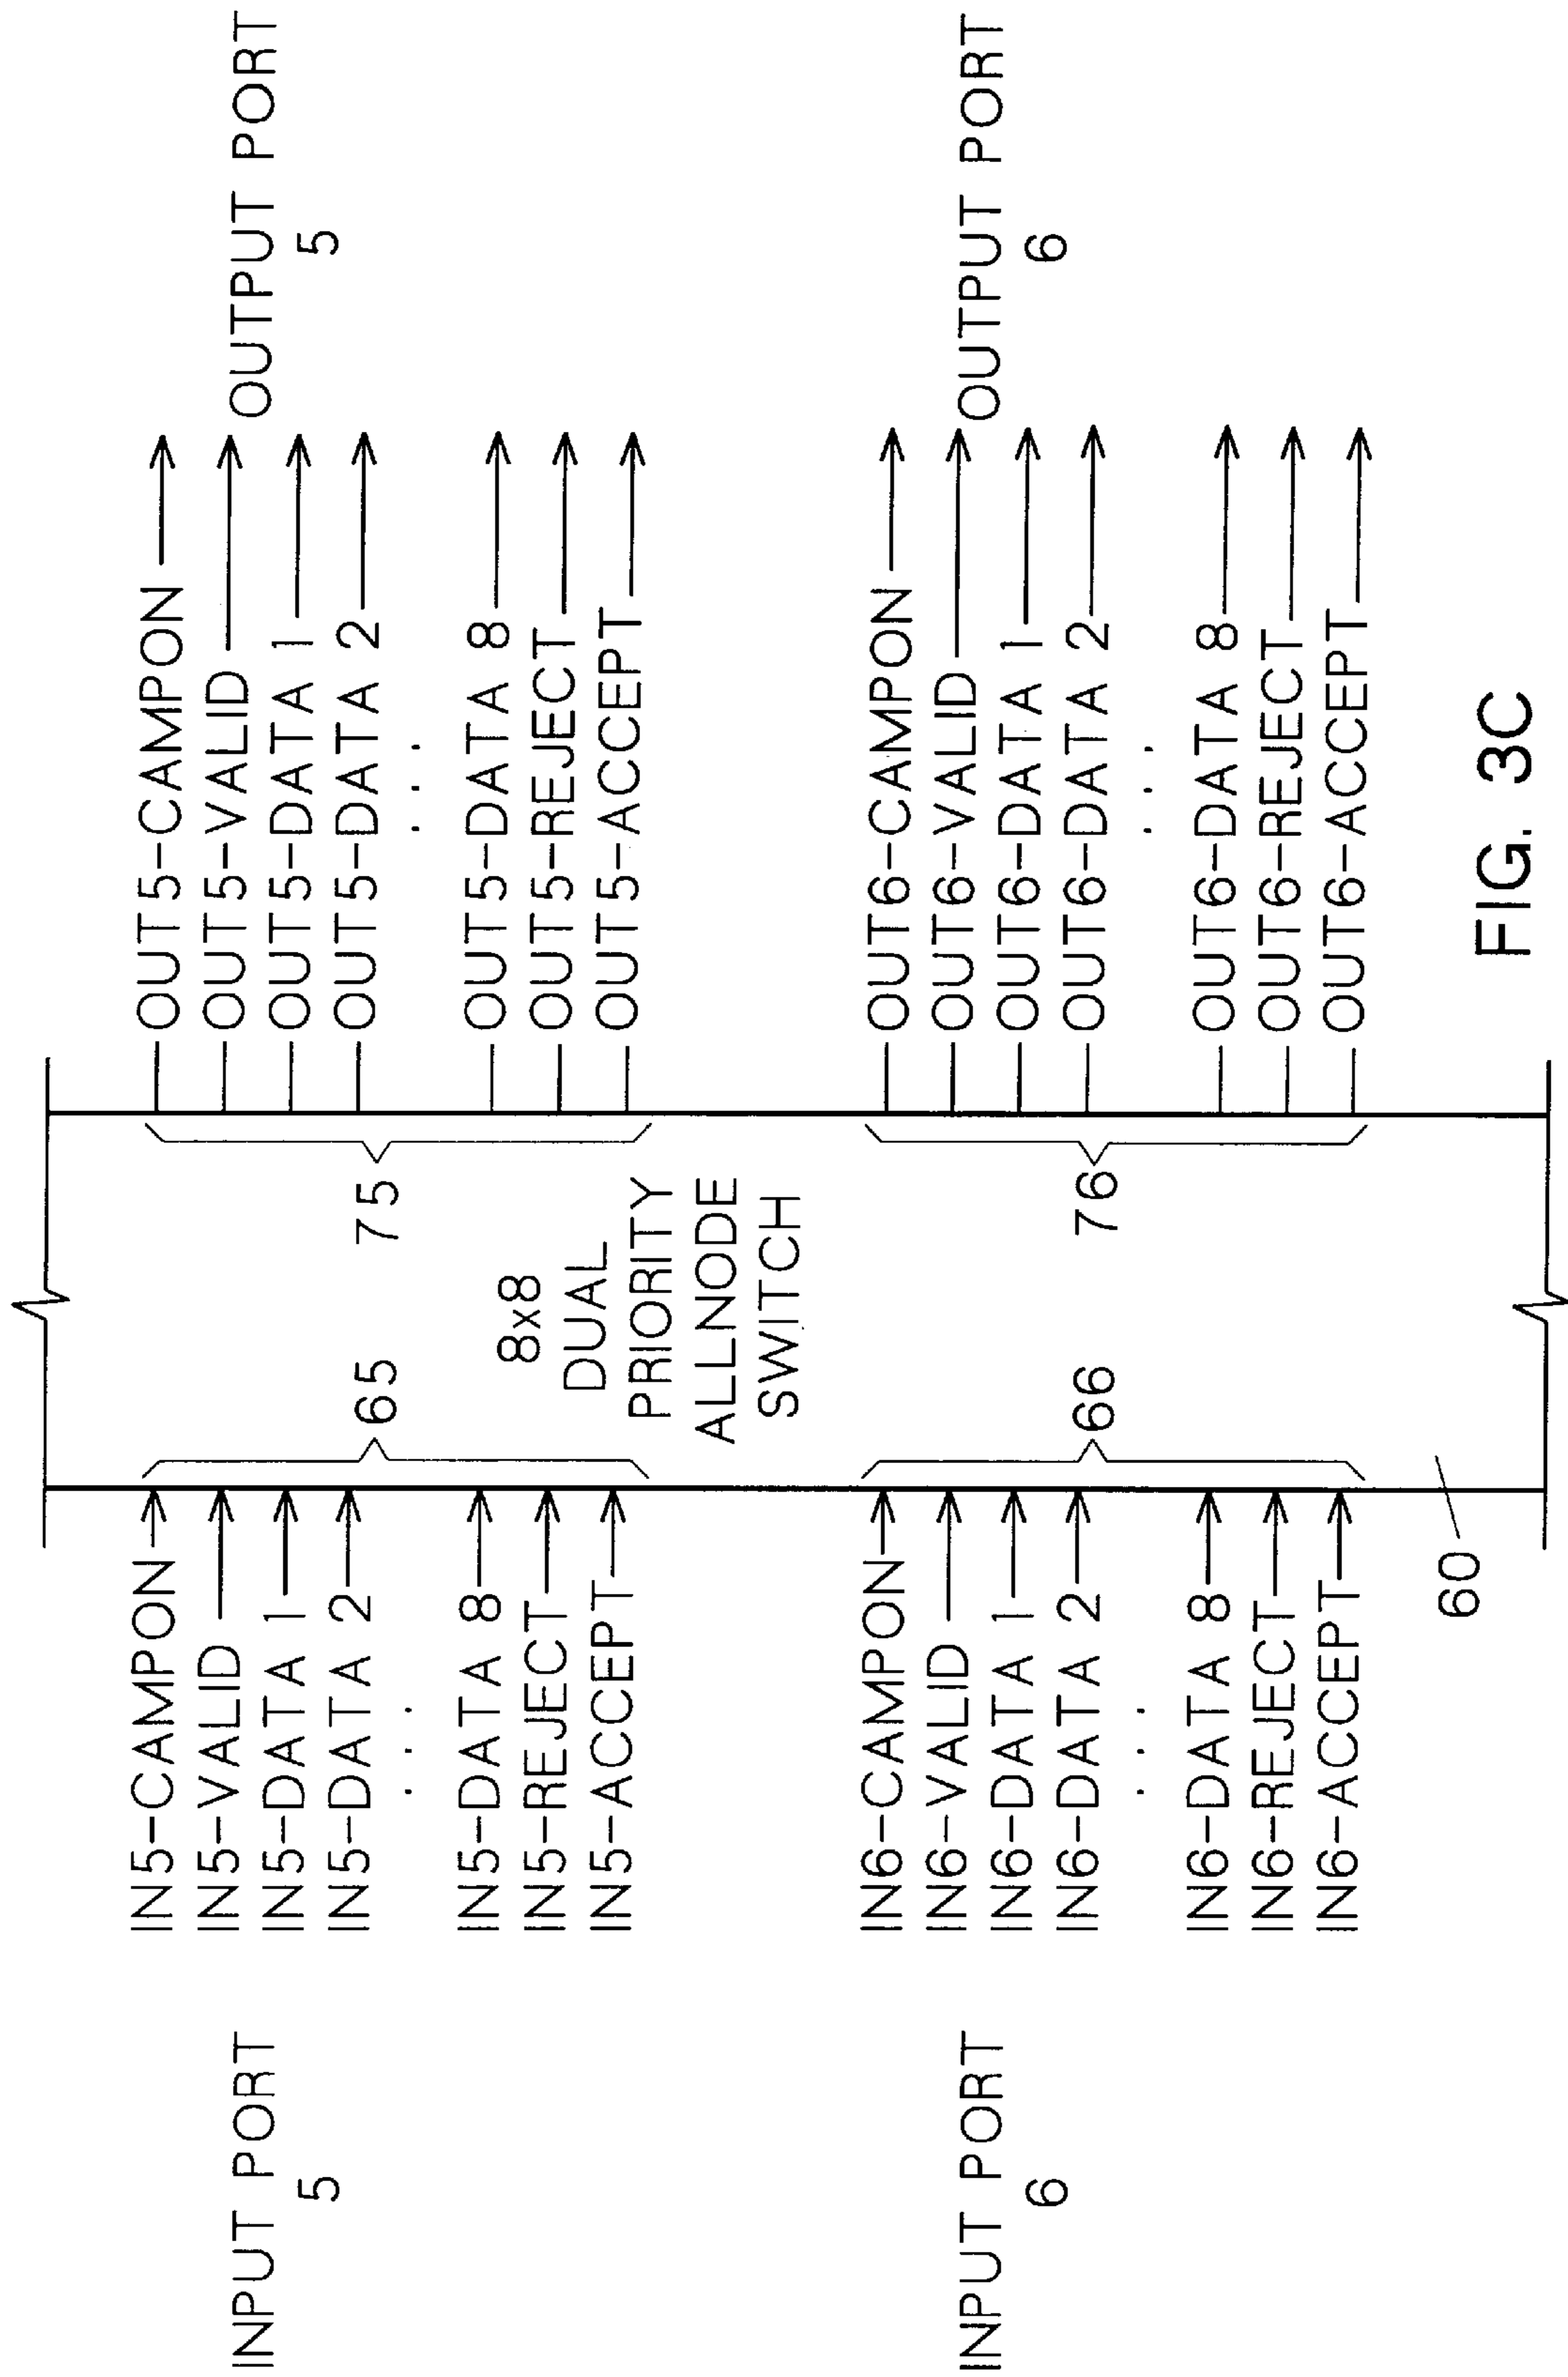 INPUT PORT
5
IN5-CAMPON
IN5-VALID
IN5-DATA 1
IN5-DATA 2
...
IN5-DATA 8
IN5-REJECT
IN5-ACCEPT
65
75
OUT5-CAMPON
OUT5-VALID
OUT5-DATA 1
OUT5-DATA 2
...
OUT5-DATA 8
OUT5-REJECT
OUT5-ACCEPT
OUTPUT PORT
5
8x8
DUAL
PRIORITY
ALLNODE
SWITCH
INPUT PORT
6
IN6-CAMPON
IN6-VALID
IN6-DATA 1
IN6-DATA 2
...
IN6-DATA 8
IN6-REJECT
IN6-ACCEPT
66
76
OUT6-CAMPON
OUT6-VALID
OUT6-DATA 1
OUT6-DATA 2
...
OUT6-DATA 8
OUT6-REJECT
OUT6-ACCEPT
OUTPUT PORT
6
60
FIG. 3C